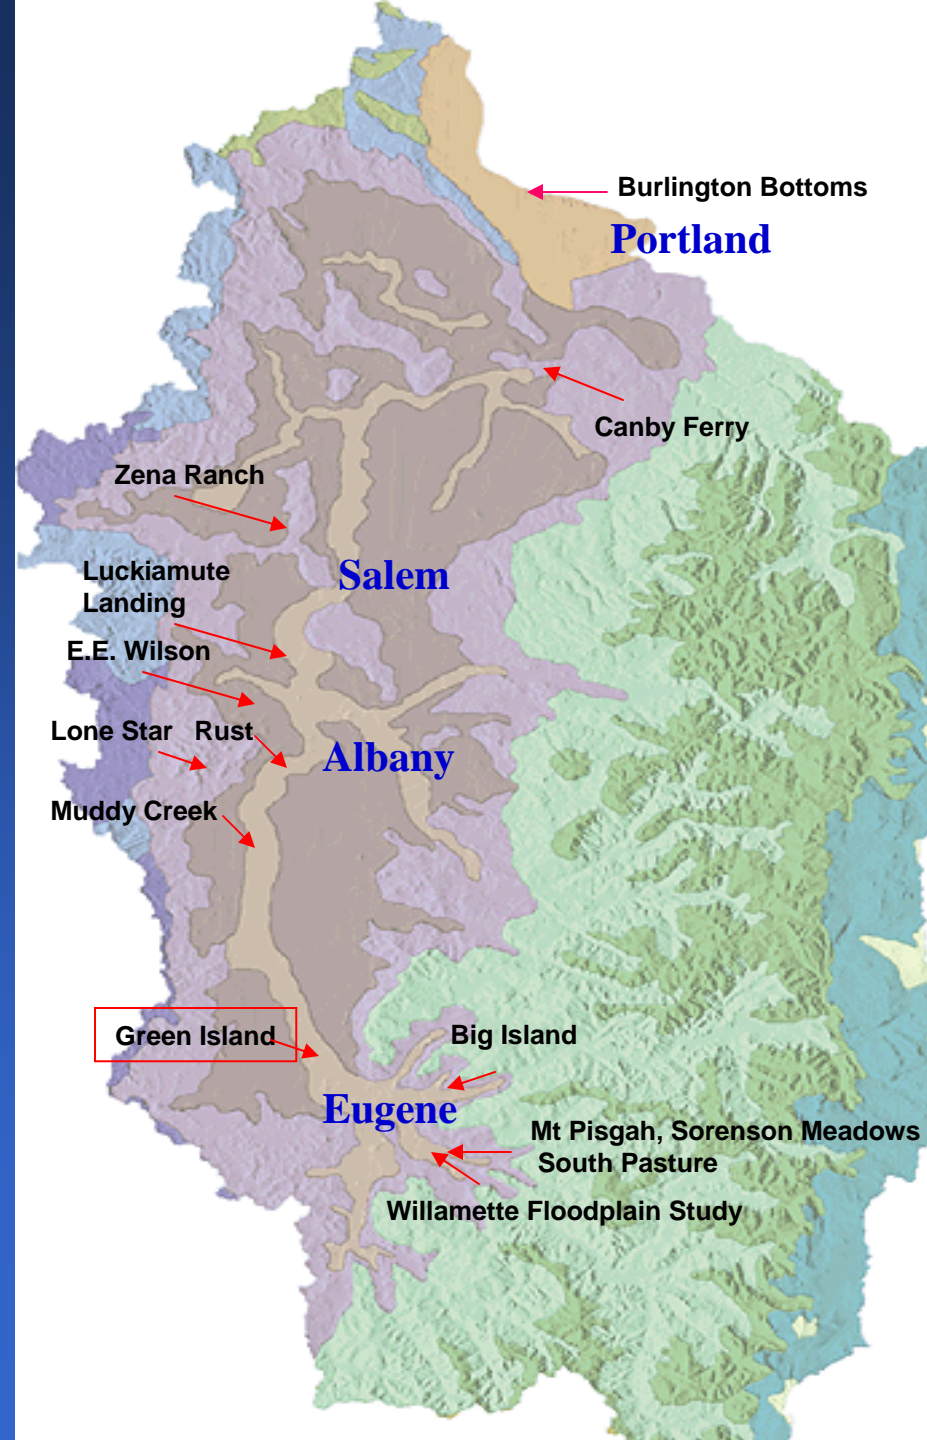 Burlington Bottoms
Portland
Canby Ferry
Zena Ranch
Salem
Luckiamute
Landing
E.E. Wilson
Lone Star Rust
Albany
Muddy Creek
Green Island
Big Island
Eugene
Mt Pisgah, Sorenson Meadows
South Pasture
Willamette Floodplain Study